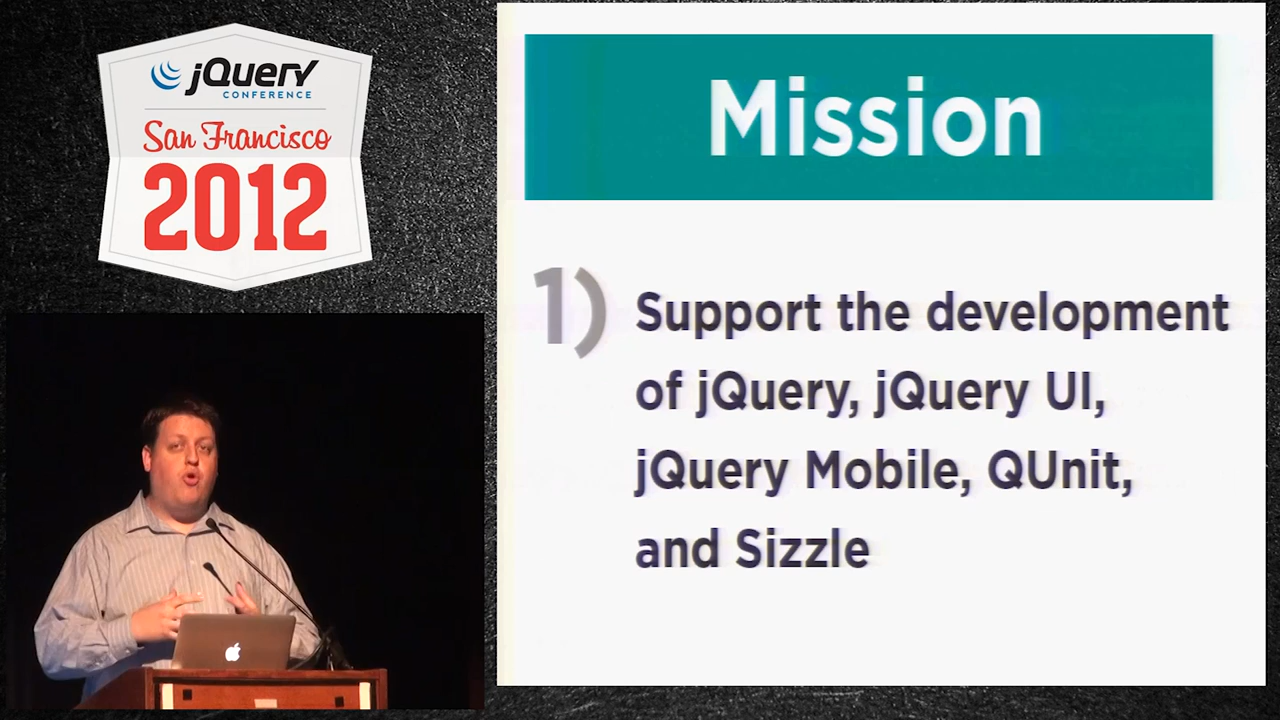 jQuery
CONFERENCE
San Francisco
2012
Mission
1) Support the development
of jQuery, jQuery UI,
jQuery Mobile, QUnit,
and Sizzle